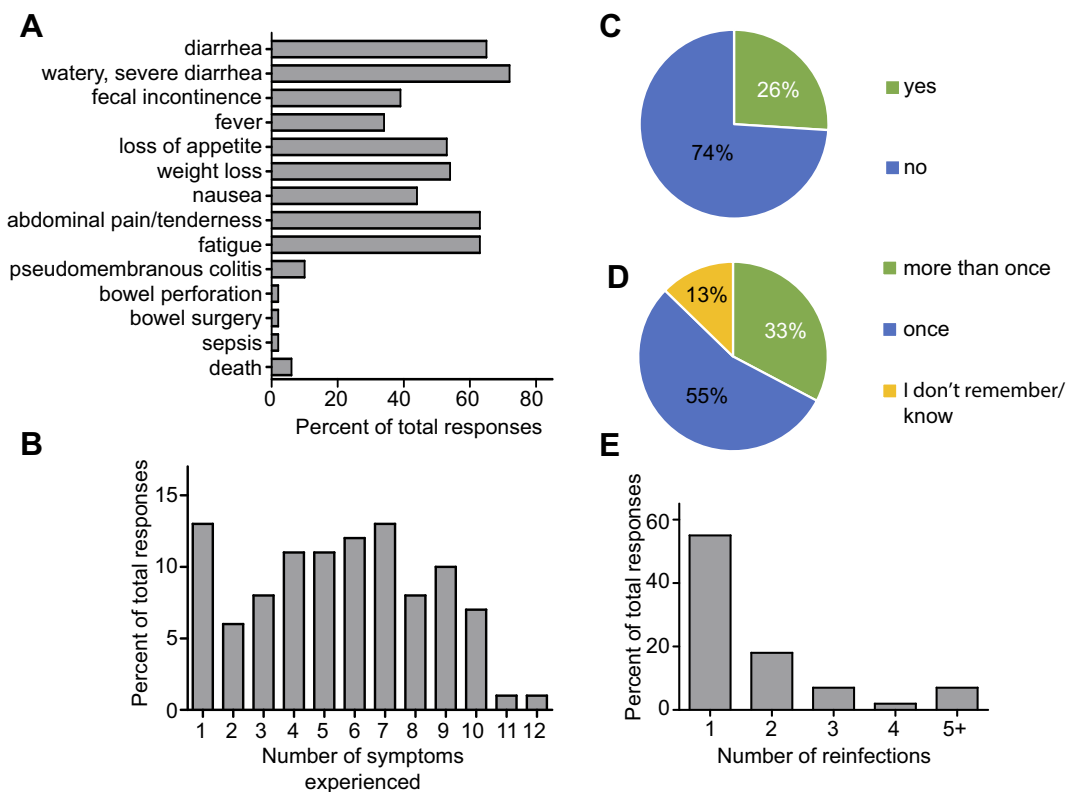 A
diarrhea
watery, severe diarrhea
fecal incontinence
fever
loss of appetite
weight loss
nausea
abdominal pain/tenderness
fatigue
pseudomembranous colitis
bowel perforation
bowel surgery
sepsis
death
0 20 40 60 80
Percent of total responses
B
Percent of total responses
15
10
5
0
1 2 3 4 5 6 7 8 9 10 11 12
Number of symptoms
experienced
C
26%
74%
yes
no
D
13%
33%
55%
more than once
once
I don't remember/
know
E
Percent of total responses
60
40
20
0
1 2 3 4 5+
Number of reinfections